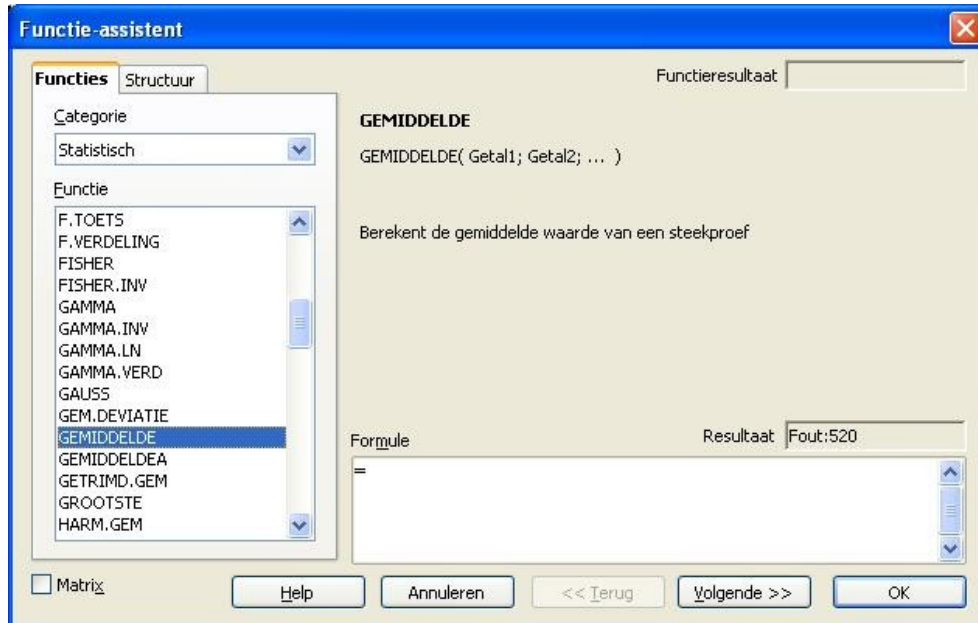 Functie-assistent
Functies Structuur
Functieresultaat
Categorie
Statistisch
Functie
F.TOETS
F.VERDELING
FISHER
FISHER.INV
GAMMA
GAMMA.INV
GAMMA.LN
GAMMA.VERD
GAUSS
GEM.DEVIATIE
GEMIDDELDE
GEMIDDELDEA
GETRIMD.GEM
GROOTSTE
HARM.GEM
GEMIDDELDE
GEMIDDELDE( Getal1; Getal2; ... )
Berekent de gemiddelde waarde van een steekproef
Formule
Resultaat Fout:520
=
Matrix
Help Annuleren << Terug Volgende >> OK